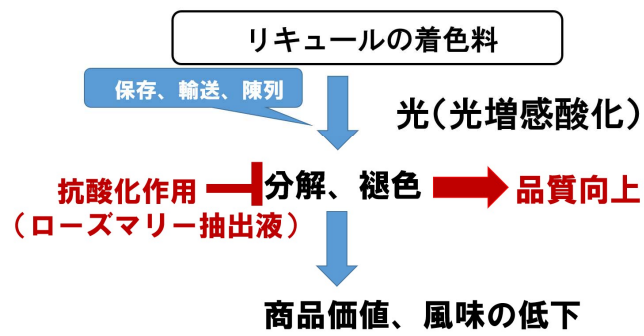 リキュールの着色料
保存、輸送、陳列
光(光増感酸化)
抗酸化作用
(ローズマリー抽出液)
分解、褪色
品質向上
商品価値、風味の低下